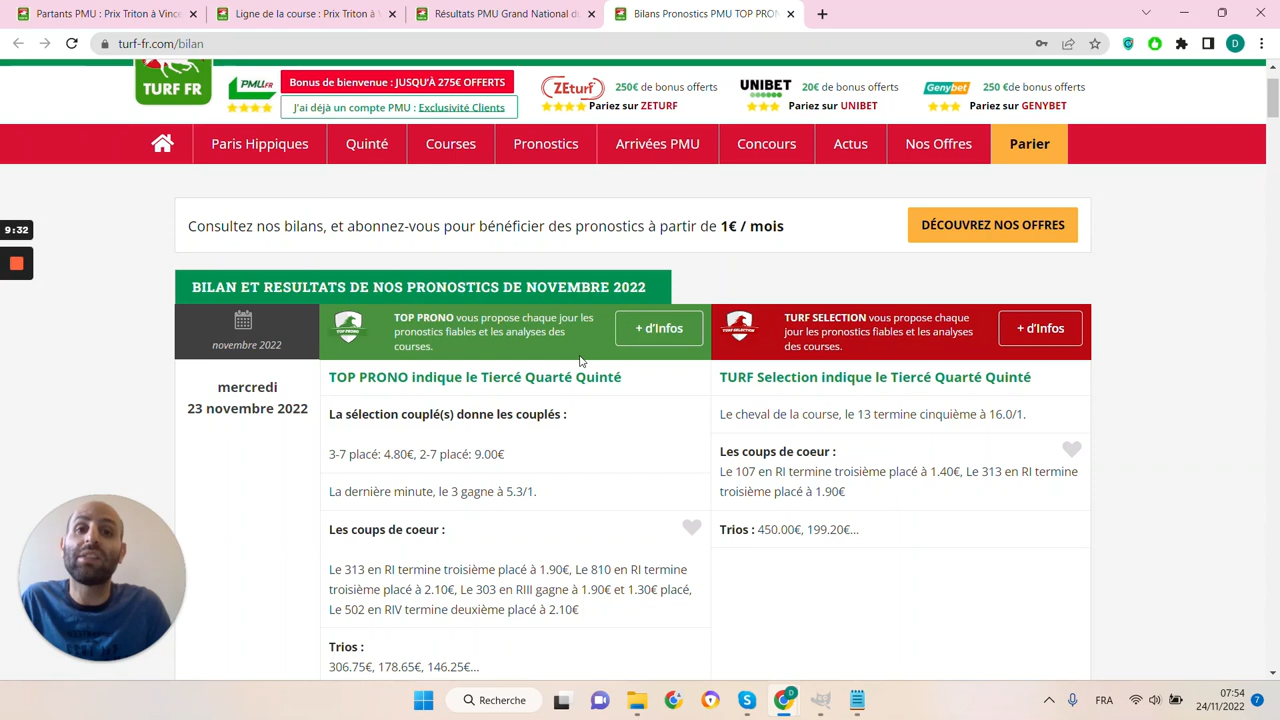 Partants PMU : Prix Triton à Vince
Ligne de la course : Prix Triton à V
Résultats PMU Grand National du
Bilans Pronostics PMU TOP PRON
turf-fr.com/bilan
TURF FR
PMU.FR
Bonus de bienvenue : JUSQU'À 275€ OFFERTS
J'ai déjà un compte PMU : Exclusivité Clients
ZEturf
250€ de bonus offerts
Pariez sur ZETURF
UNIBET
20€ de bonus offerts
Pariez sur UNIBET
Genybet
250 €de bonus offerts
Pariez sur GENYBET
Paris Hippiques
Quinté
Courses
Pronostics
Arrivées PMU
Concours
Actus
Nos Offres
Parier
9:32
Consultez nos bilans, et abonnez-vous pour bénéficier des pronostics à partir de 1€ / mois
DÉCOUVREZ NOS OFFRES
BILAN ET RESULTATS DE NOS PRONOSTICS DE NOVEMBRE 2022
novembre 2022
TOP PRONO
TOP PRONO vous propose chaque jour les
pronostics fiables et les analyses des
courses.
+ d'Infos
TURF SELECTION
TURF SELECTION vous propose chaque
jour les pronostics fiables et les analyses
des courses.
+ d'Infos
mercredi
23 novembre 2022
TOP PRONO indique le Tiercé Quarté Quinté
La sélection couplé(s) donne les couplés :
3-7 placé: 4.80€, 2-7 placé: 9.00€
La dernière minute, le 3 gagne à 5.3/1.
Les coups de coeur :
Le 313 en RI termine troisième placé à 1.90€, Le 810 en RI termine
troisième placé à 2.10€, Le 303 en RIII gagne à 1.90€ et 1.30€ placé,
Le 502 en RIV termine deuxième placé à 2.10€
Trios :
306.75€, 178.65€, 146.25€...
TURF Selection indique le Tiercé Quarté Quinté
Le cheval de la course, le 13 termine cinquième à 16.0/1.
Les coups de coeur :
Le 107 en RI termine troisième placé à 1.40€, Le 313 en RI termine
troisième placé à 1.90€
Trios : 450.00€, 199.20€...
Recherche
FRA
07:54
24/11/2022
7
D
D